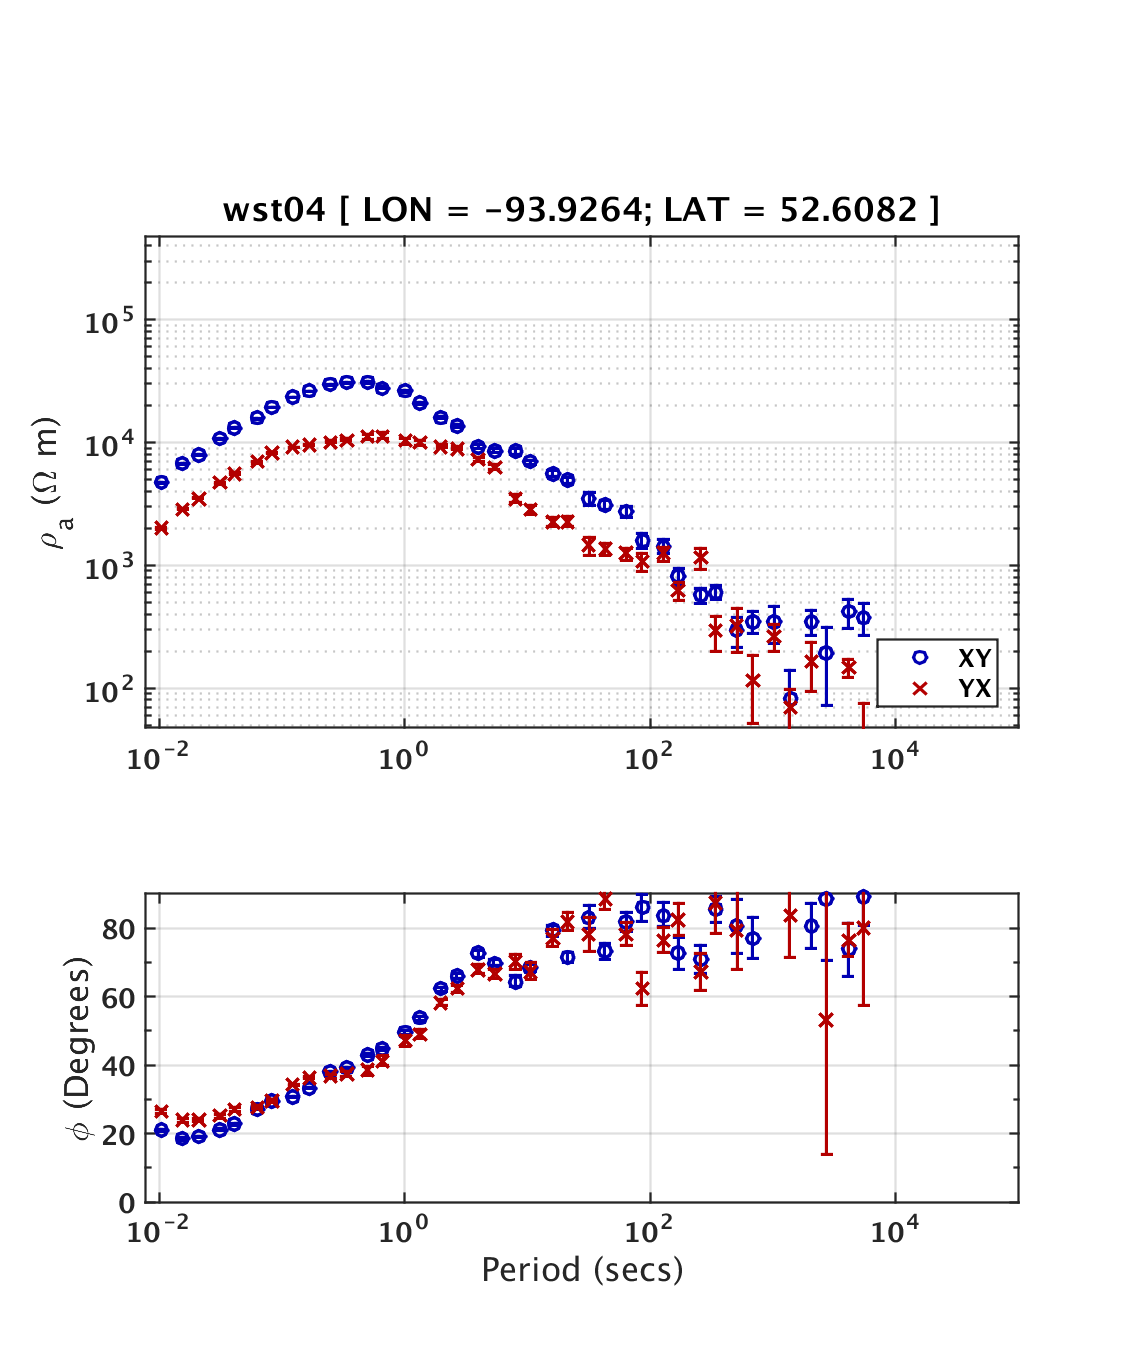 wst04 [ LON = -93.9264; LAT = 52.6082 ]
ρa (Ω m)
10^5
10^4
10^3
10^2
10^-2 10^0 10^2 10^4
XY
YX
ϕ (Degrees)
80
60
40
20
0
10^-2 10^0 10^2 10^4
Period (secs)